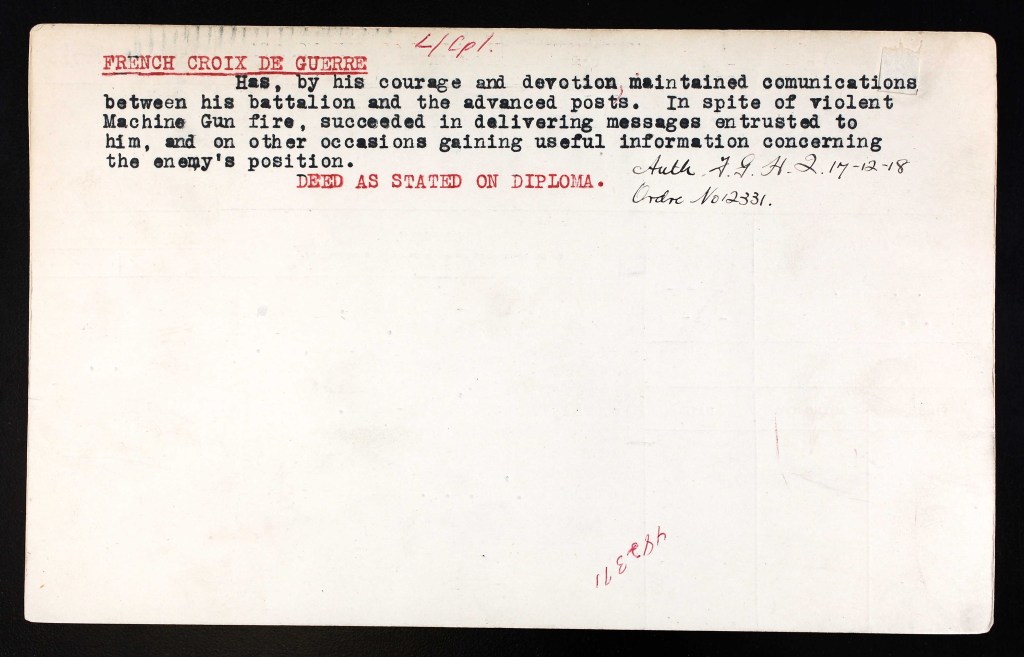 L/Cpl.
FRENCH CROIX DE GUERRE
Has, by his courage and devotion, maintained comunications
between his battalion and the advanced posts. In spite of violent
Machine Gun fire, succeeded in delivering messages entrusted to
him, and on other occasions gaining useful information concerning
the enemy's position.
DEED AS STATED ON DIPLOMA.
Auth. F. G. H. Q. 17-12-18
Ordre No 12331.